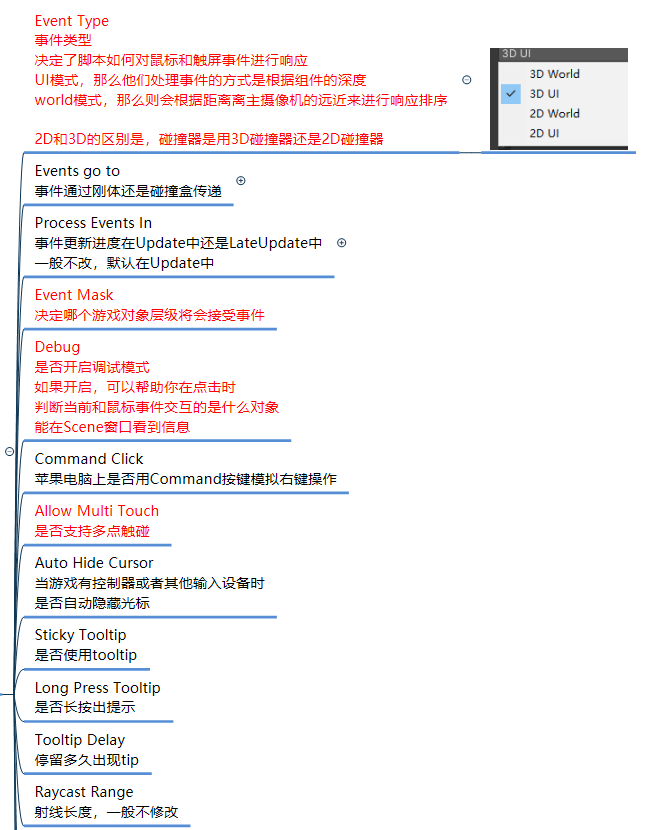 Event Type
事件类型
决定了脚本如何对鼠标和触屏事件进行响应
UI模式，那么他们处理事件的方式是根据组件的深度
world模式，那么则会根据距离离主摄像机的远近来进行响应排序
2D和3D的区别是，碰撞器是用3D碰撞器还是2D碰撞器
3D UI
3D World
3D UI
2D World
2D UI
Events go to
事件通过刚体还是碰撞盒传递
Process Events In
事件更新进度在Update中还是LateUpdate中
一般不改，默认在Update中
Event Mask
决定哪个游戏对象层级将会接受事件
Debug
是否开启调试模式
如果开启，可以帮助你在点击时
判断当前和鼠标事件交互的是什么对象
能在Scene窗口看到信息
Command Click
苹果电脑上是否用Command按键模拟右键操作
Allow Multi Touch
是否支持多点触碰
Auto Hide Cursor
当游戏有控制器或者其他输入设备时
是否自动隐藏光标
Sticky Tooltip
是否使用tooltip
Long Press Tooltip
是否长按出提示
Tooltip Delay
停留多久出现tip
Raycast Range
射线长度，一般不修改